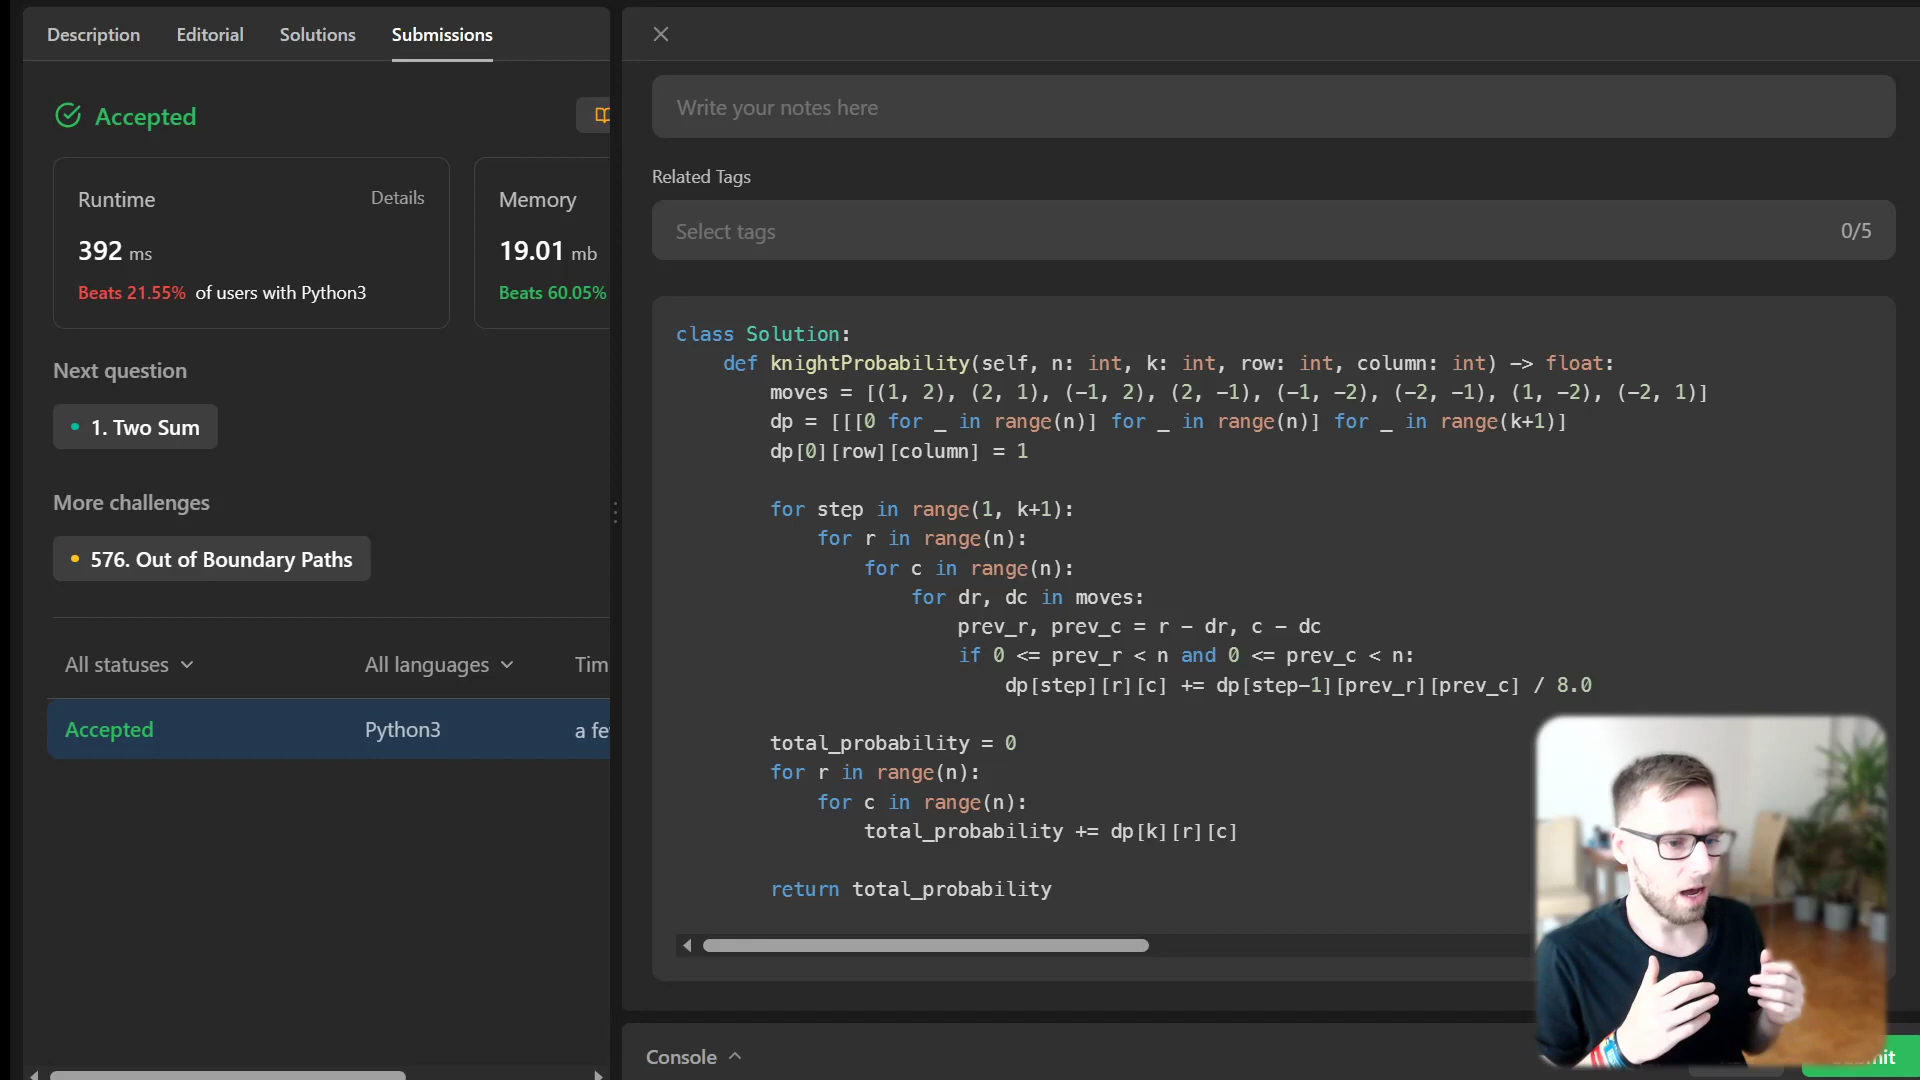 Description Editorial Solutions Submissions
Accepted
Runtime Details
392 ms
Beats 21.55% of users with Python3
Memory
19.01 mb
Beats 60.05%
Next question
1. Two Sum
More challenges
576. Out of Boundary Paths
All statuses All languages Tim
Accepted Python3 a fe
Write your notes here
Related Tags
Select tags 0/5
class Solution:
    def knightProbability(self, n: int, k: int, row: int, column: int) -> float:
        moves = [(1, 2), (2, 1), (-1, 2), (2, -1), (-1, -2), (-2, -1), (1, -2), (-2, 1)]
        dp = [[[0 for _ in range(n)] for _ in range(n)] for _ in range(k+1)]
        dp[0][row][column] = 1
        for step in range(1, k+1):
            for r in range(n):
                for c in range(n):
                    for dr, dc in moves:
                        prev_r, prev_c = r - dr, c - dc
                        if 0 <= prev_r < n and 0 <= prev_c < n:
                            dp[step][r][c] += dp[step-1][prev_r][prev_c] / 8.0
        total_probability = 0
        for r in range(n):
            for c in range(n):
                total_probability += dp[k][r][c]
        return total_probability
Console